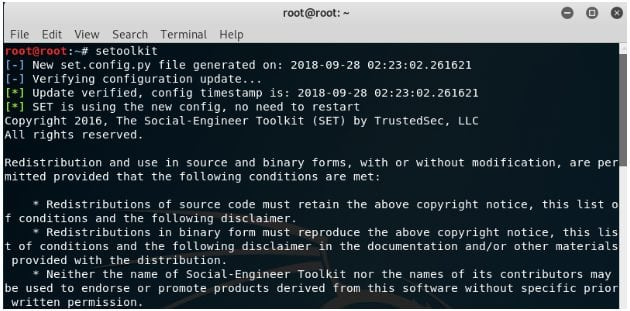 root@root: ~
File Edit View Search Terminal Help
root@root:~# setoolkit
[-] New set.config.py file generated on: 2018-09-28 02:23:02.261621
[-] Verifying configuration update...
[*] Update verified, config timestamp is: 2018-09-28 02:23:02.261621
[*] SET is using the new config, no need to restart
Copyright 2016, The Social-Engineer Toolkit (SET) by TrustedSec, LLC
All rights reserved.
Redistribution and use in source and binary forms, with or without modification, are per
mitted provided that the following conditions are met:
* Redistributions of source code must retain the above copyright notice, this list o
f conditions and the following disclaimer.
* Redistributions in binary form must reproduce the above copyright notice, this lis
t of conditions and the following disclaimer in the documentation and/or other materials
provided with the distribution.
* Neither the name of Social-Engineer Toolkit nor the names of its contributors may
be used to endorse or promote products derived from this software without specific prior
written permission.